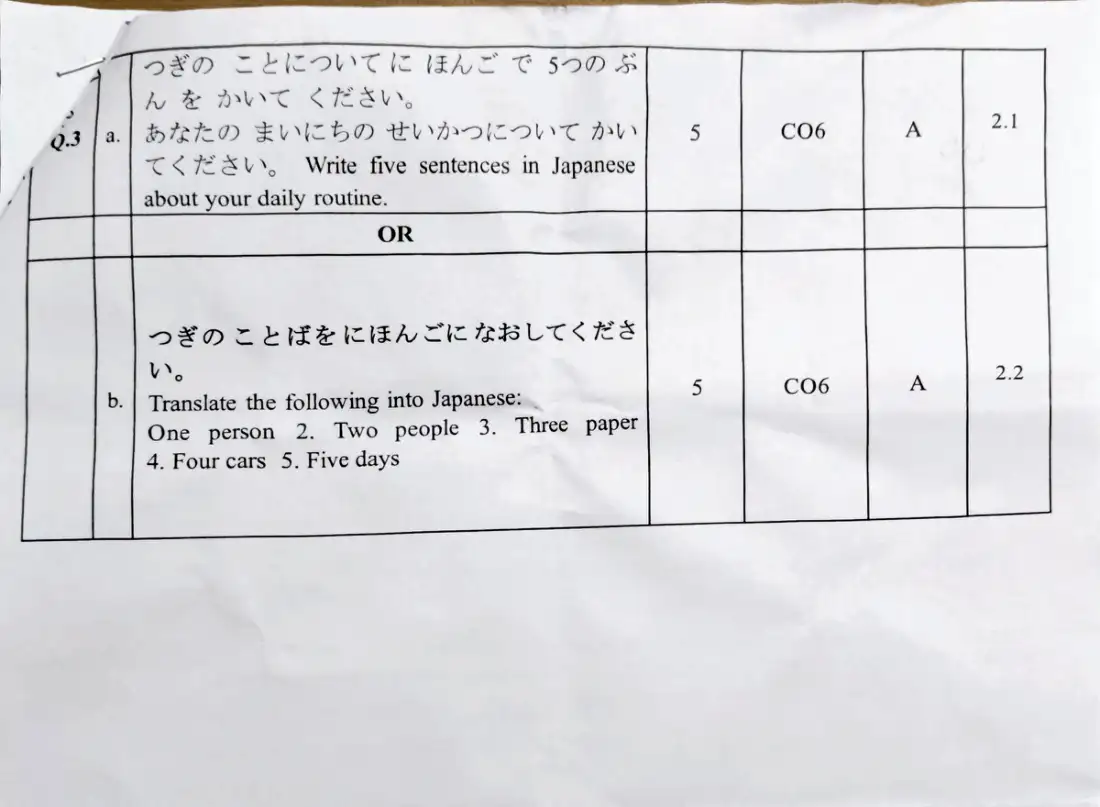 つぎの ことについて に ほんご で 5つの ぶ
ん を かいて ください。
あなたの まいにちの せいかつについて かい
てください。 Write five sentences in Japanese
about your daily routine.
Q.3 a. 5 CO6 A 2.1
OR
つぎの ことばを にほんごに なおしてくださ
い。
Translate the following into Japanese:
One person 2. Two people 3. Three paper
4. Four cars 5. Five days
b. 5 CO6 A 2.2